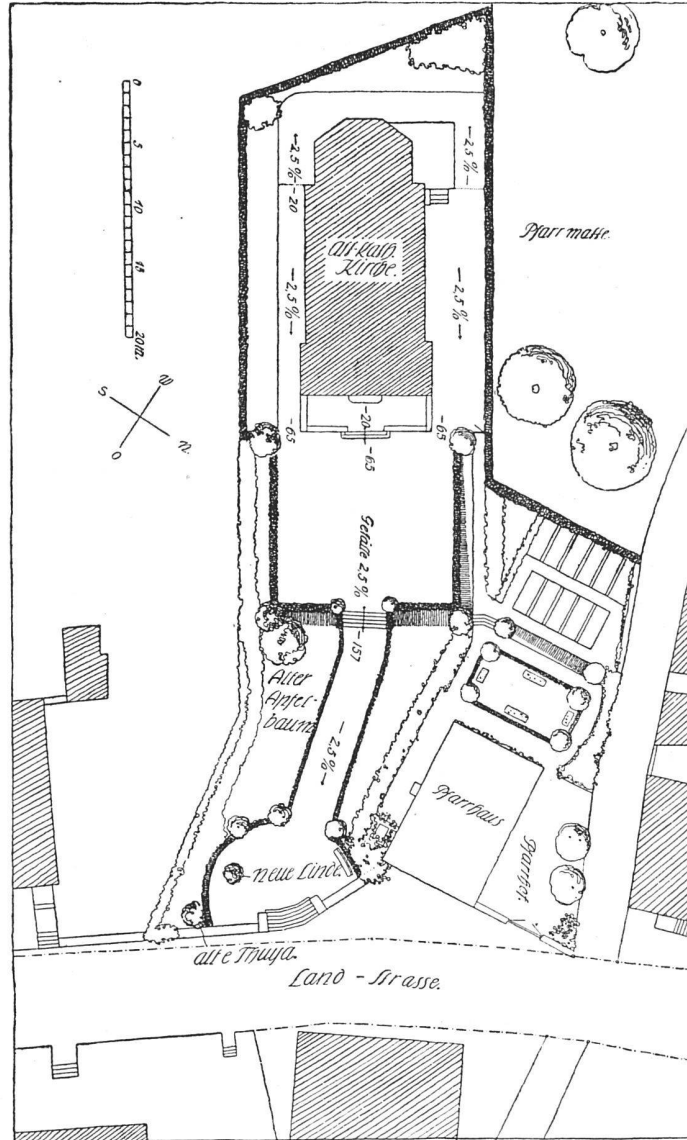 0
5
10
15
20 m.
S
W
N
O
←2,5 %→
20
←2,5 %→
Alt-kath.
Kirche.
←2,5 %→
←2,5 %→
Pfarrmatte.
-65
-20
-65
-65
Gefälle 2,5 %
-157
←2,5 %→
Alter
Apfel-
baum
Pfarrhaus
Pfarrhof.
neue Linde.
alte Thuya.
Land - Strasse.